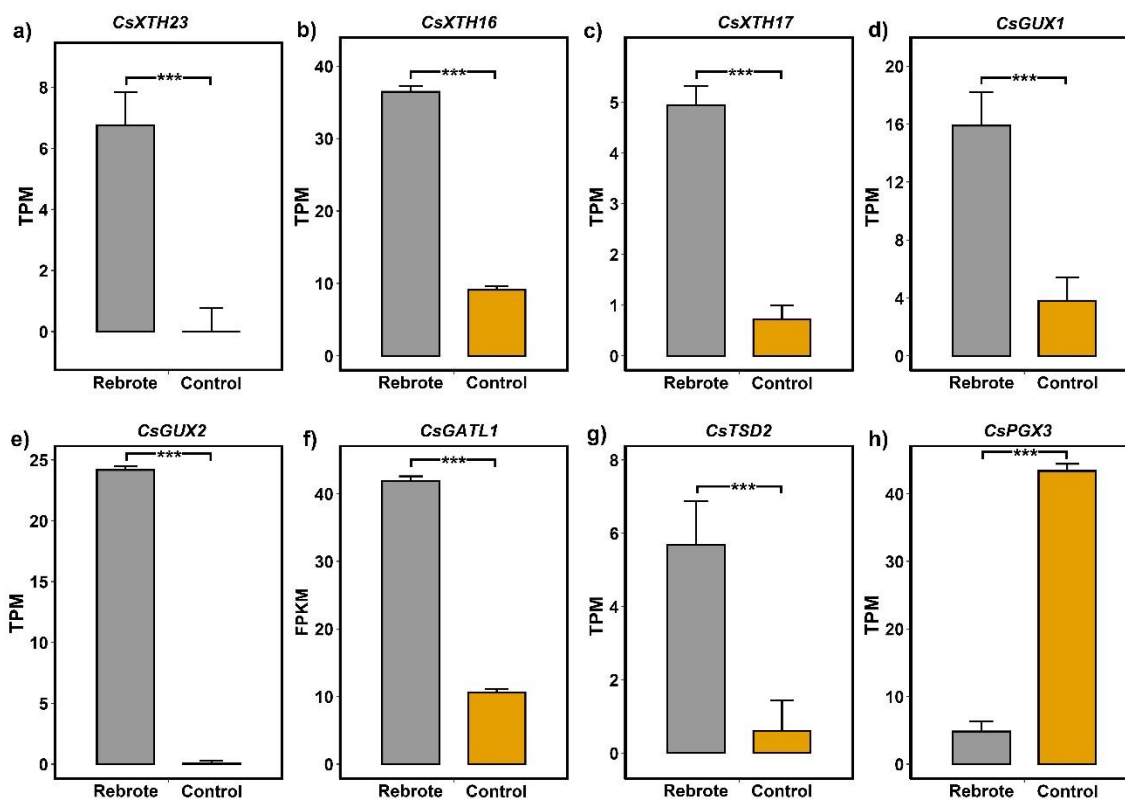 a) CsXTH23
8
6
4
2
0
TPM
***
Rebrote Control
b) CsXTH16
40
30
20
10
0
TPM
***
Rebrote Control
c) CsXTH17
5
4
3
2
1
0
TPM
***
Rebrote Control
d) CsGUX1
20
16
12
8
4
0
TPM
***
Rebrote Control
e) CsGUX2
25
20
15
10
5
0
TPM
***
Rebrote Control
f) CsGATL1
40
30
20
10
0
FPKM
***
Rebrote Control
g) CsTSD2
8
6
4
2
0
TPM
***
Rebrote Control
h) CsPGX3
40
30
20
10
0
TPM
***
Rebrote Control